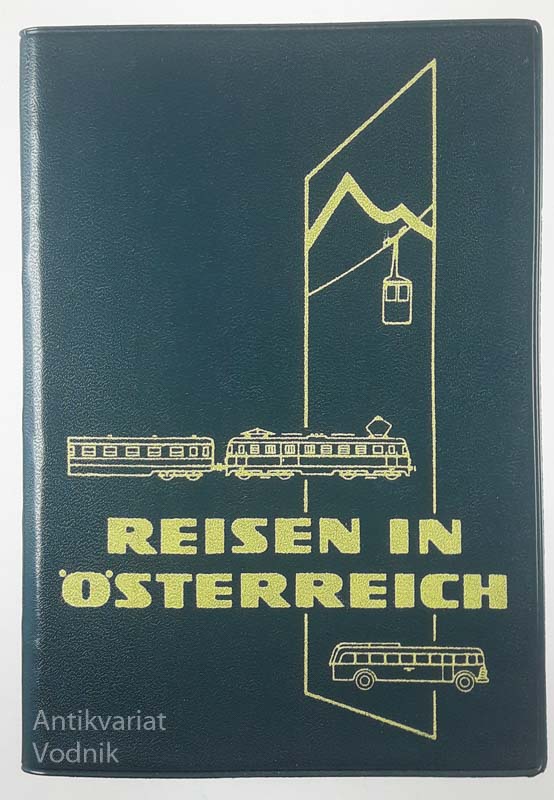 REISEN IN
ÖSTERREICH
Antikvariat
Vodnik